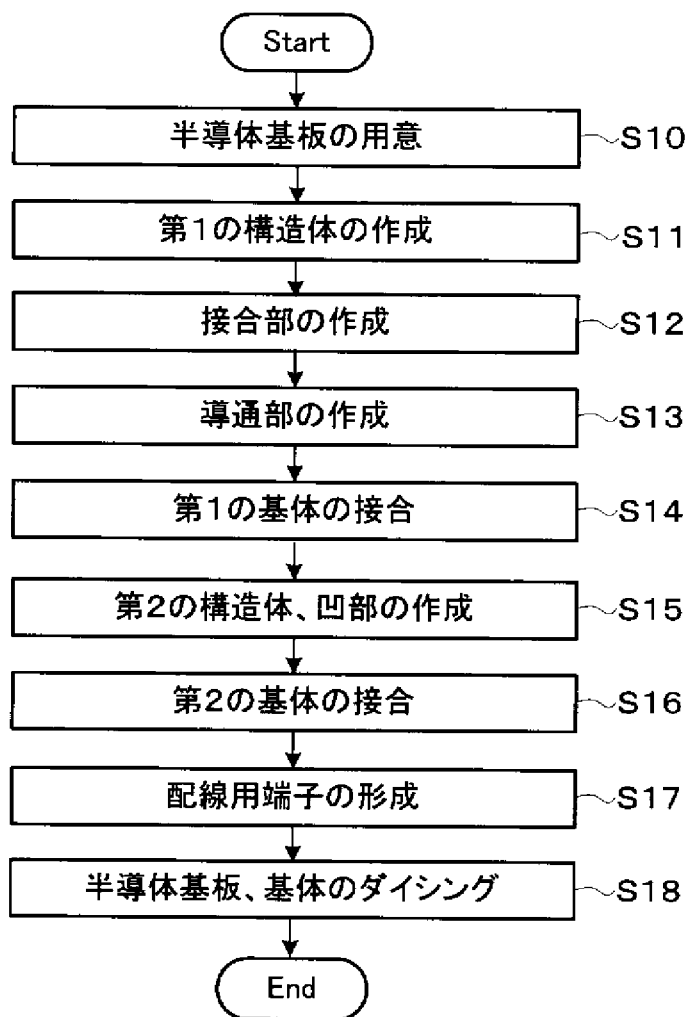 Start
半導体基板の用意 S10
第1の構造体の作成 S11
接合部の作成 S12
導通部の作成 S13
第1の基体の接合 S14
第2の構造体、凹部の作成 S15
第2の基体の接合 S16
配線用端子の形成 S17
半導体基板、基体のダイシング S18
End